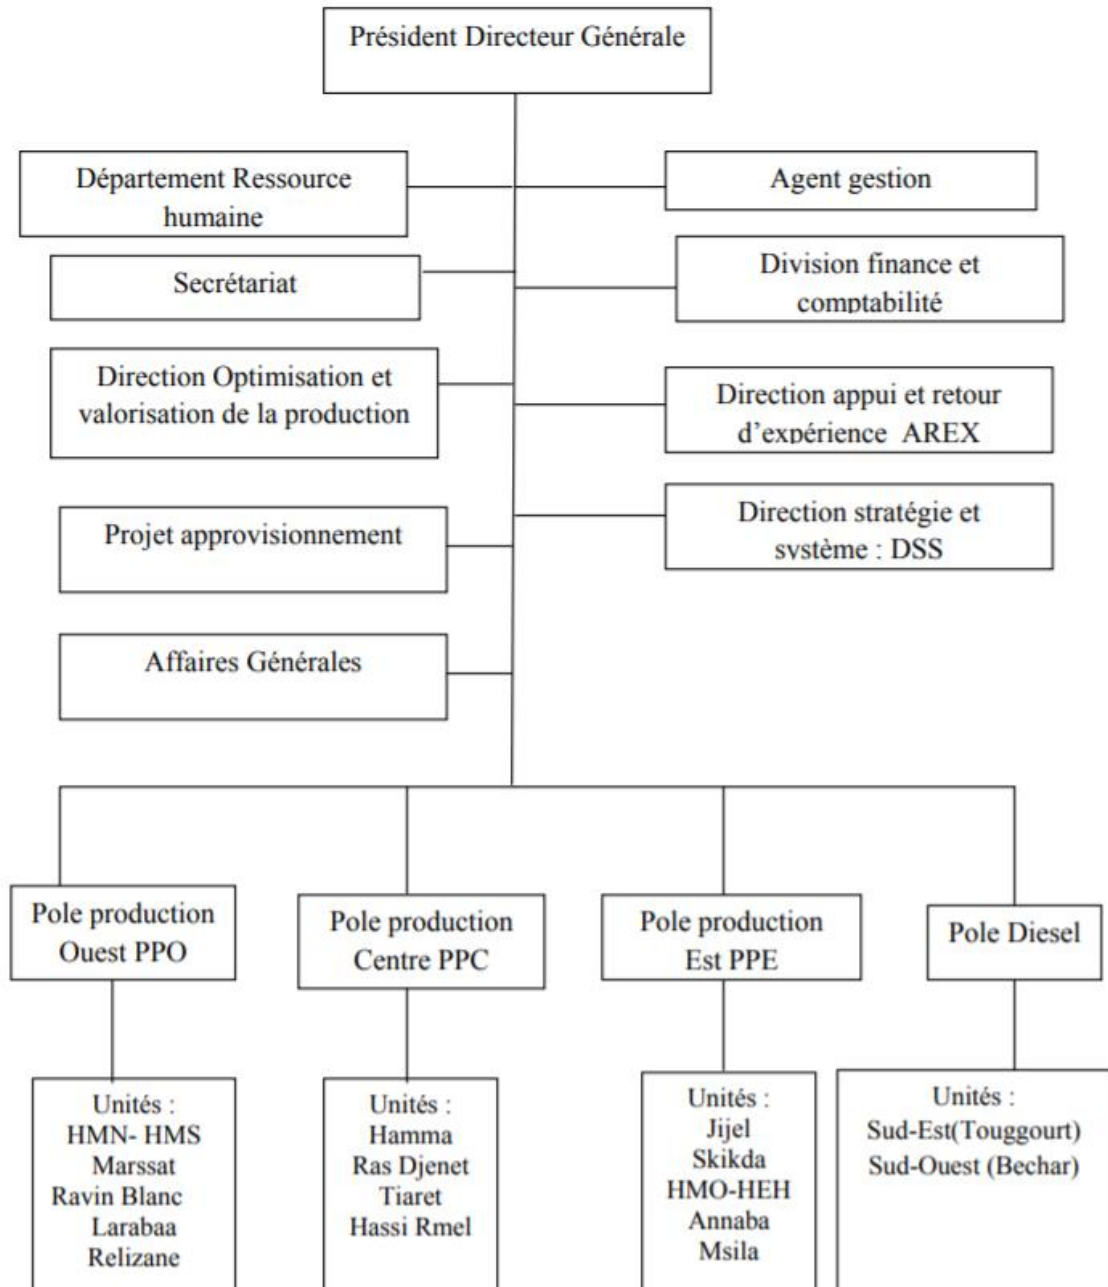 Président Directeur Générale
Département Ressource
humaine
Agent gestion
Secrétariat
Division finance et
comptabilité
Direction Optimisation et
valorisation de la production
Direction appui et retour
d’expérience AREX
Projet approvisionnement
Direction stratégie et
système : DSS
Affaires Générales
Pole production
Ouest PPO
Pole production
Centre PPC
Pole production
Est PPE
Pole Diesel
Unités :
HMN- HMS
Marssat
Ravin Blanc
Larabaa
Relizane
Unités :
Hamma
Ras Djenet
Tiaret
Hassi Rmel
Unités :
Jijel
Skikda
HMO-HEH
Annaba
Msila
Unités :
Sud-Est(Touggourt)
Sud-Ouest (Bechar)